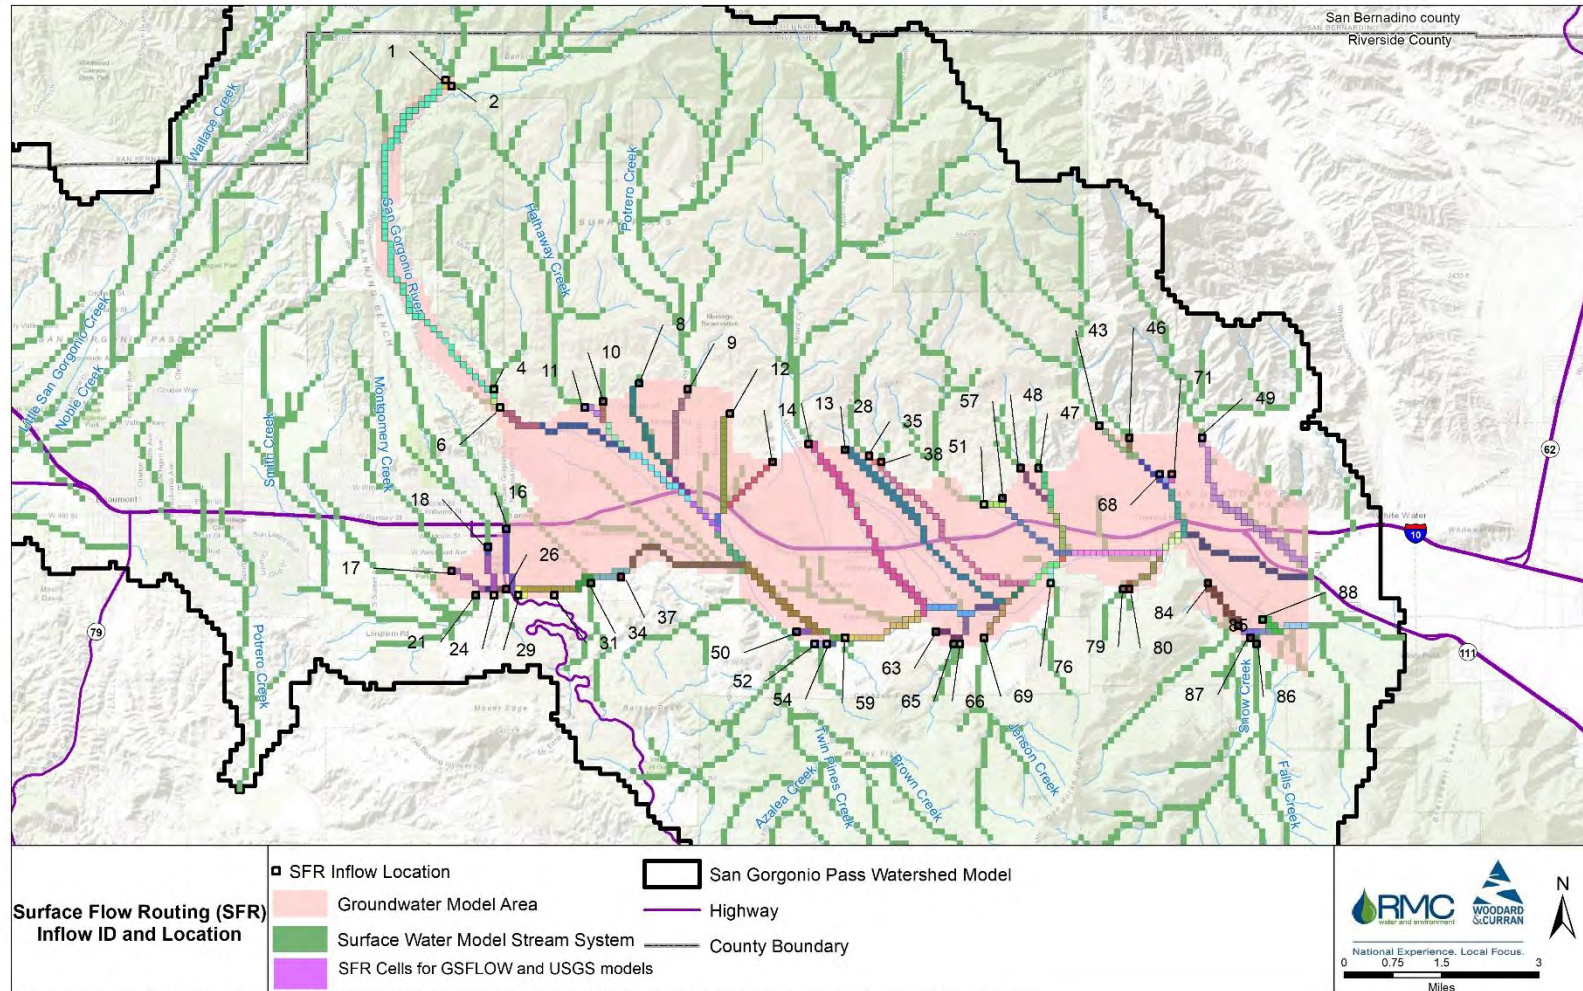 San Bernadino county
Riverside County
1
2
Wallace Creek
Hathaway Creek
Potrero Creek
San Gorgonio River
BANNING BENCH
Little San Gorgonio Creek
Noble Creek
Smith Creek
Montgomery Creek
Potrero Creek
4
6
11
10
8
9
12
14
13
28
35
38
51
57
48
47
43
46
71
49
68
62
10
White Water
Beaumont
18
16
17
26
21
24
29
31
34
37
50
52
54
59
63
65
66
69
76
79
80
84
85
87
86
88
79
111
Azalea Creek
Twin Pines Creek
Brown Creek
Jenson Creek
Snow Creek
Falls Creek
Mount Edge
Surface Flow Routing (SFR)
Inflow ID and Location
SFR Inflow Location
Groundwater Model Area
Surface Water Model Stream System
SFR Cells for GSFLOW and USGS models
San Gorgonio Pass Watershed Model
Highway
County Boundary
RMC
water and environment
WOODARD
&CURRAN
National Experience. Local Focus.
N
0 0.75 1.5 3
Miles